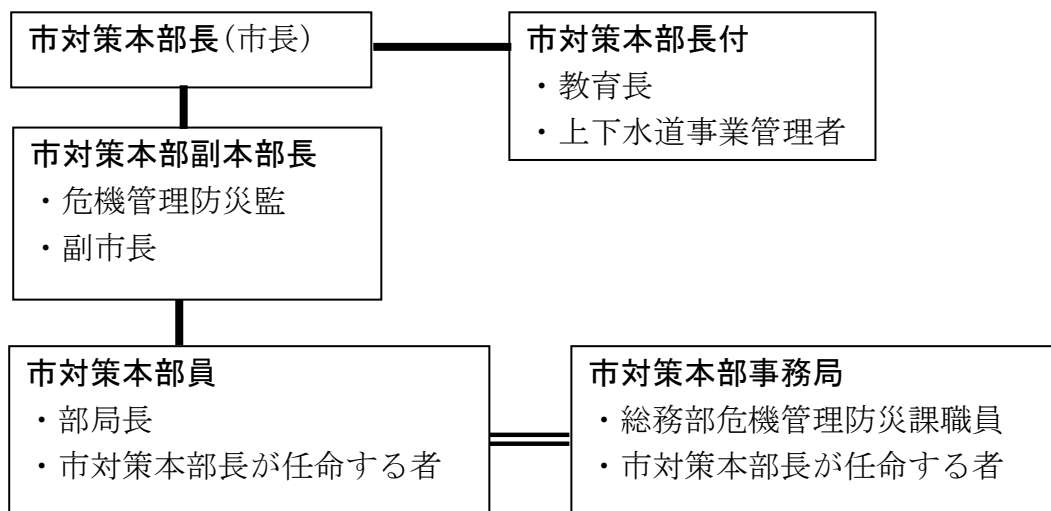 市対策本部長(市長)
市対策本部長付
・教育長
・上下水道事業管理者
市対策本部副本部長
・危機管理防災監
・副市長
市対策本部員
・部局長
・市対策本部長が任命する者
市対策本部事務局
・総務部危機管理防災課職員
・市対策本部長が任命する者